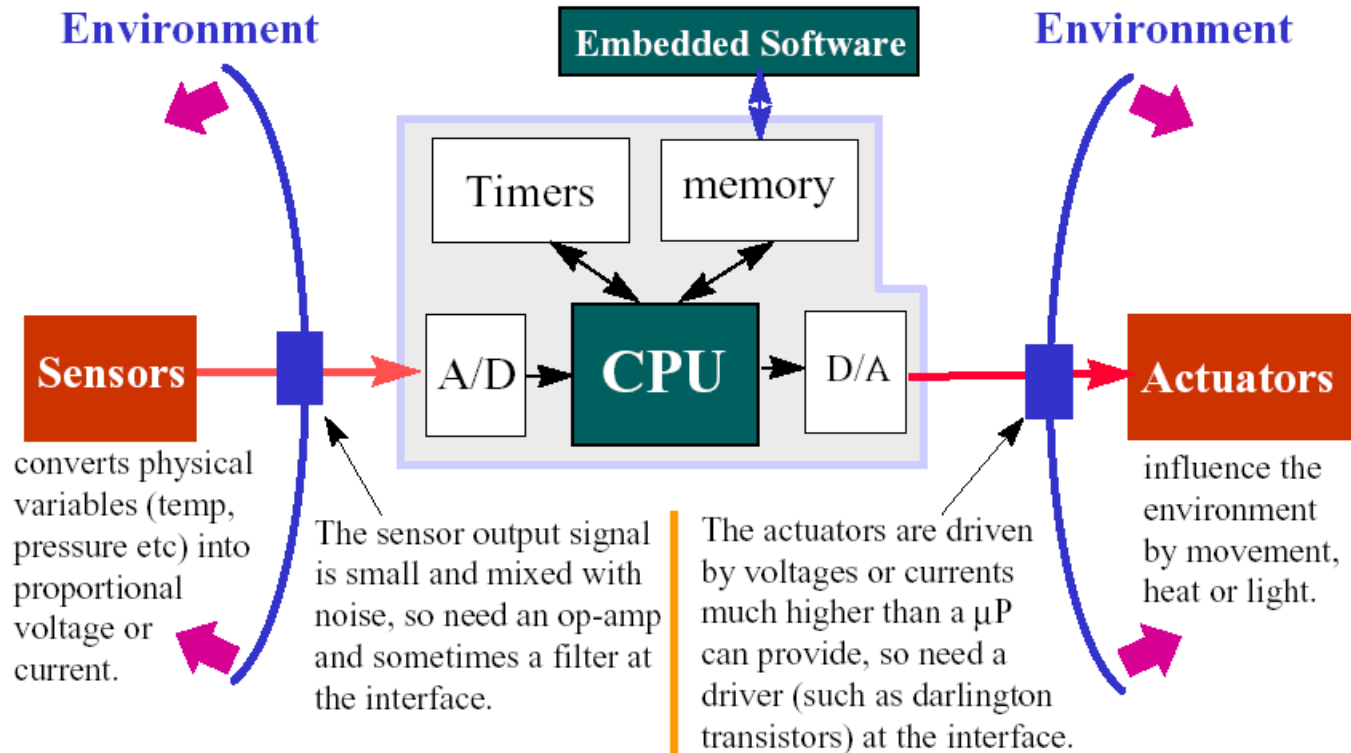 Environment
Embedded Software
Environment
Timers
memory
Sensors
A/D
CPU
D/A
Actuators
converts physical
variables (temp,
pressure etc) into
proportional
voltage or
current.
The sensor output signal
is small and mixed with
noise, so need an op-amp
and sometimes a filter at
the interface.
The actuators are driven
by voltages or currents
much higher than a μP
can provide, so need a
driver (such as darlington
transistors) at the interface.
influence the
environment
by movement,
heat or light.